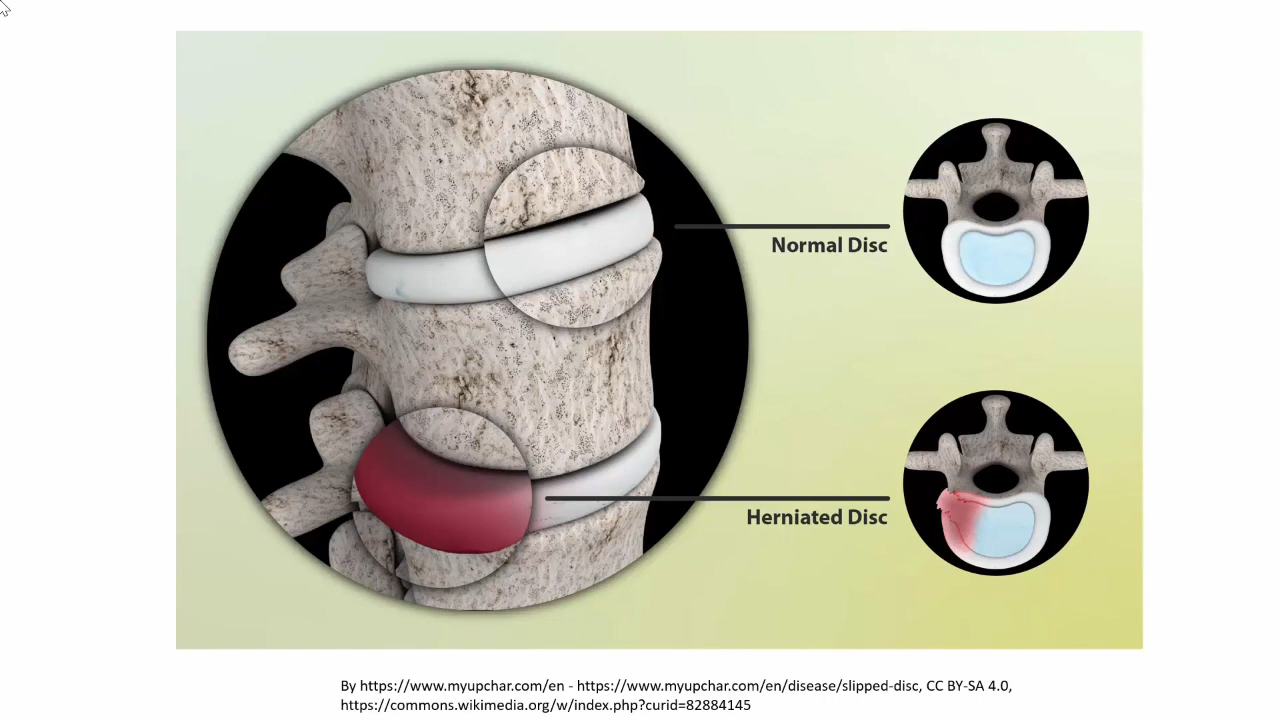 Normal Disc
Herniated Disc
By https://www.myupchar.com/en - https://www.myupchar.com/en/disease/slipped-disc, CC BY-SA 4.0,
https://commons.wikimedia.org/w/index.php?curid=82884145